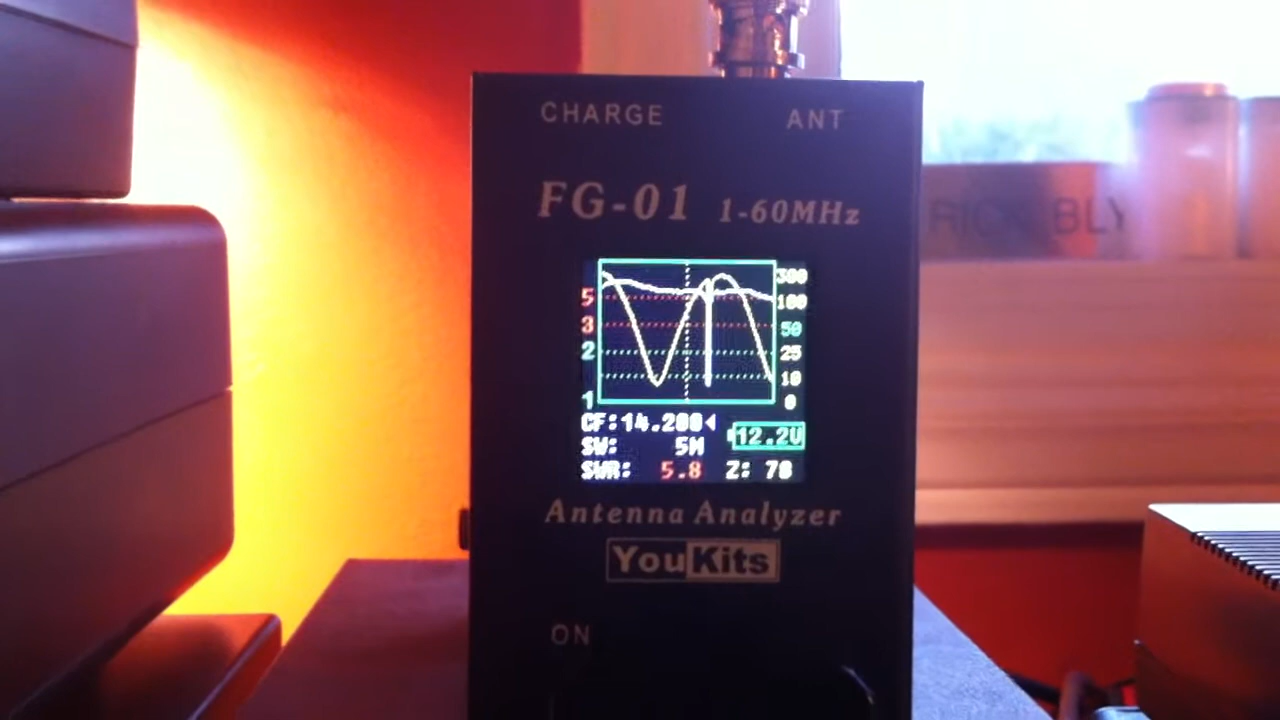 CHARGE ANT
FG-01 1-60MHz
300
5 100
3 50
2 25
10
1 0
CF:14.200
12.2V
SW: 5M
SWR: 5.8 Z: 78
Antenna Analyzer
YouKits
ON